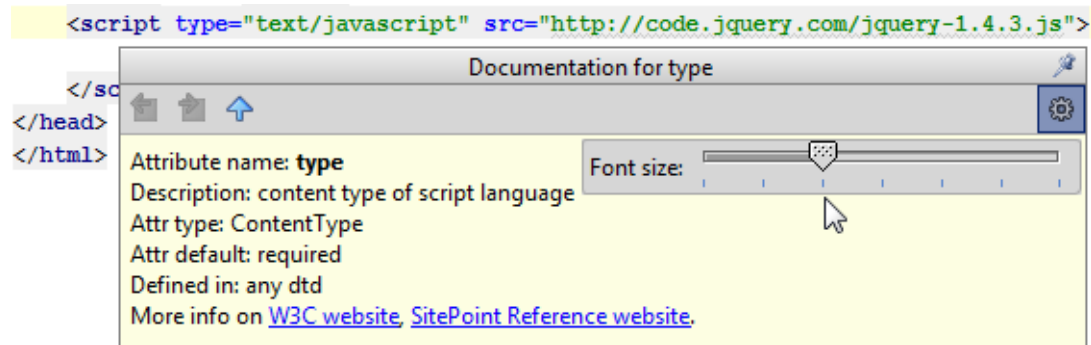 <script type="text/javascript" src="http://code.jquery.com/jquery-1.4.3.js">
Documentation for type
</sc
</head>
</html>
Attribute name: type
Font size:
Description: content type of script language
Attr type: ContentType
Attr default: required
Defined in: any dtd
More info on W3C website, SitePoint Reference website.